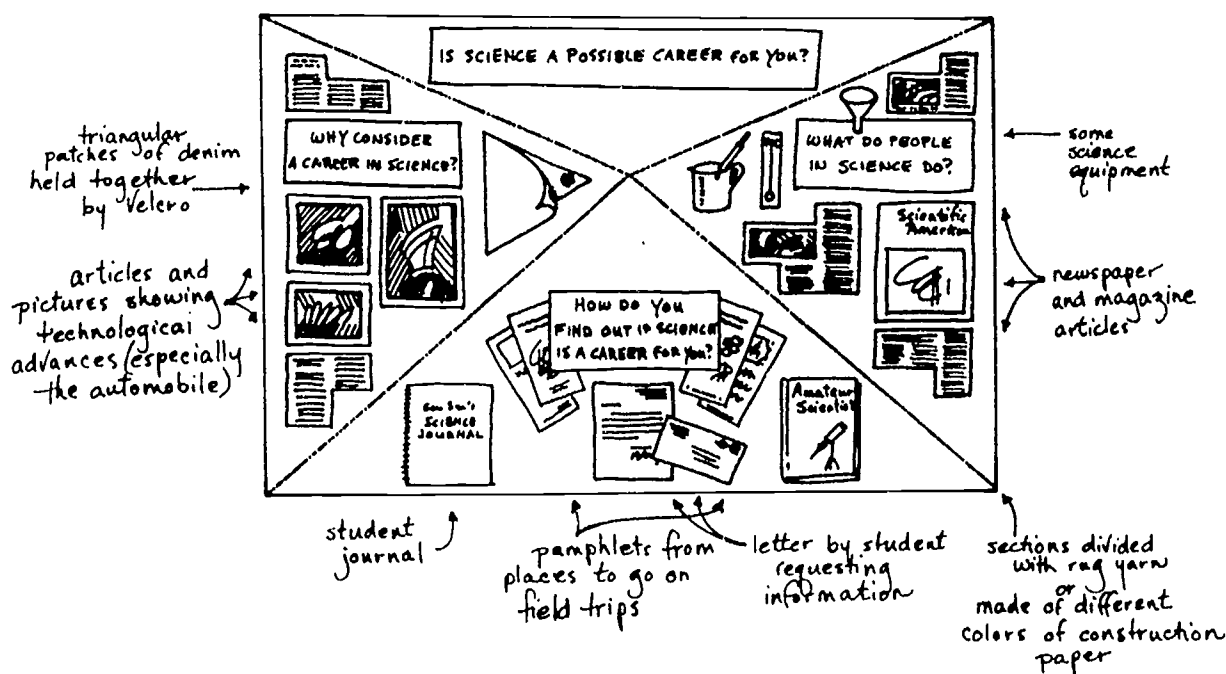 IS SCIENCE A POSSIBLE CAREER FOR YOU?
WHY CONSIDER
A CAREER IN SCIENCE?
WHAT DO PEOPLE
IN SCIENCE DO?
Scientific
American
HOW DO YOU
FIND OUT IF SCIENCE
IS A CAREER FOR YOU?
SCIENCE
JOURNAL
Amateur
Scientist
triangular
patches of denim
held together
by Velcro
articles and
pictures showing
technological
advances (especially
the automobile)
some
science
equipment
newspaper
and magazine
articles
student
journal
pamphlets from
places to go on
field trips
letter by student
requesting
information
sections divided
with rug yarn
or
made of different
colors of construction
paper